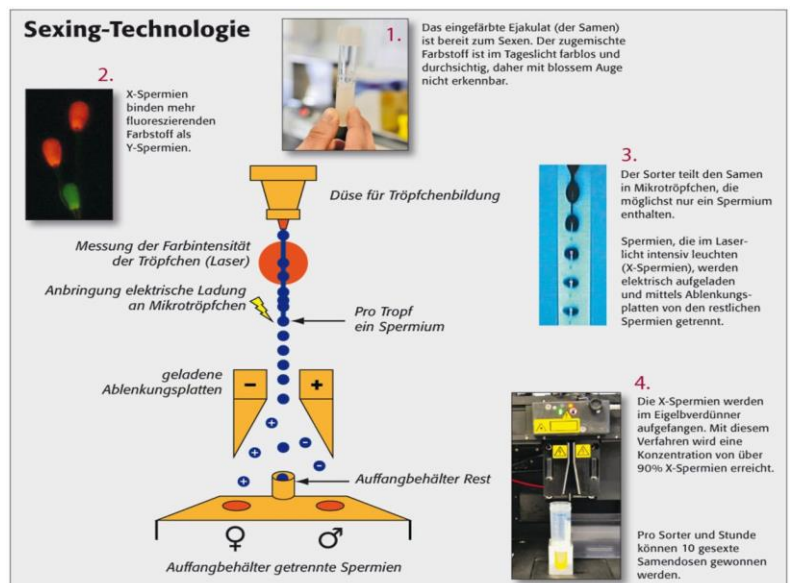 Sexing-Technologie
1.
Das eingefärbte Ejakulat (der Samen)
ist bereit zum Sexen. Der zugemischte
Farbstoff ist im Tageslicht farblos und
durchsichtig, daher mit blossem Auge
nicht erkennbar.
2.
X-Spermien
binden mehr
fluoreszierenden
Farbstoff als
Y-Spermien.
Düse für Tröpfchenbildung
Messung der Farbintensität
der Tröpfchen (Laser)
Anbringung elektrische Ladung
an Mikrotröpfchen
Pro Tropf
ein Spermium
geladene
Ablenkungsplatten
−
+
+
−
+
−
+
−
Auffangbehälter Rest
♀
♂
Auffangbehälter getrennte Spermien
3.
Der Sorter teilt den Samen
in Mikrotröpfchen, die
möglichst nur ein Spermium
enthalten.
Spermien, die im Laser-
licht intensiv leuchten
(X-Spermien), werden
elektrisch aufgeladen
und mittels Ablenkungs-
platten von den restlichen
Spermien getrennt.
4.
Die X-Spermien werden
im Eigelbverdünner
aufgefangen. Mit diesem
Verfahren wird eine
Konzentration von über
90% X-Spermien erreicht.
Pro Sorter und Stunde
können 10 gesexte
Samendosen gewonnen
werden.